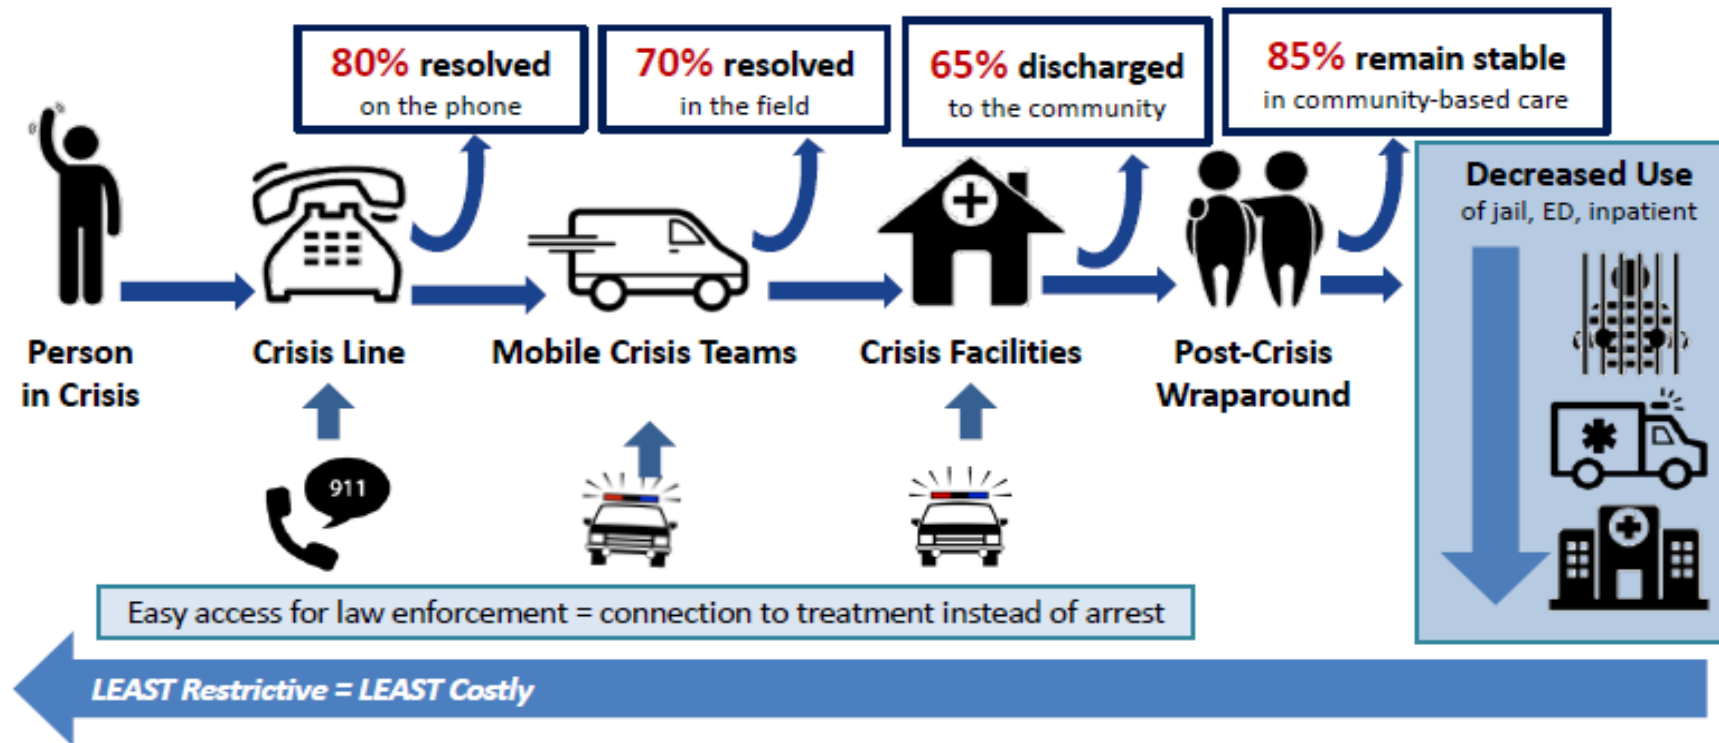 80% resolved
on the phone
70% resolved
in the field
65% discharged
to the community
85% remain stable
in community-based care
Decreased Use
of jail, ED, inpatient
Person
in Crisis
Crisis Line
Mobile Crisis Teams
Crisis Facilities
Post-Crisis
Wraparound
911
Easy access for law enforcement = connection to treatment instead of arrest
LEAST Restrictive = LEAST Costly